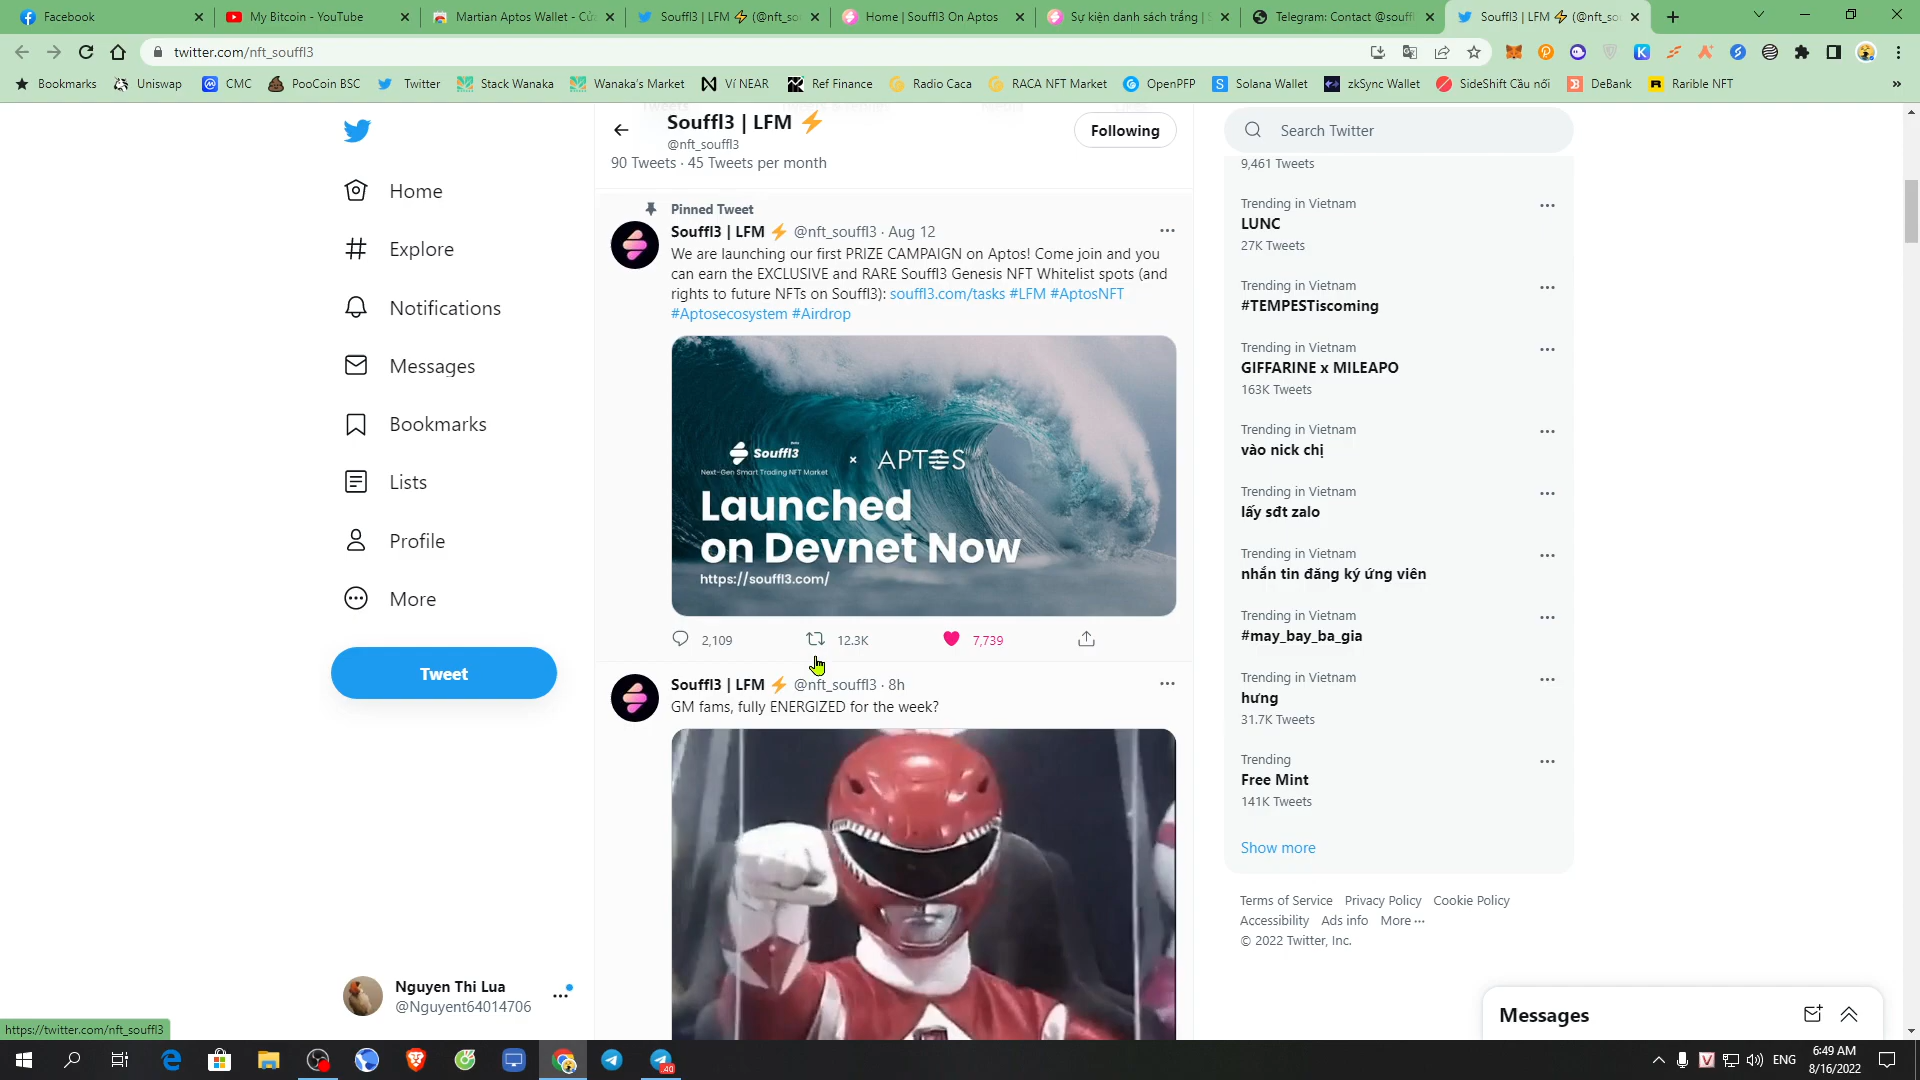 Facebook
My Bitcoin - YouTube
Martian Aptos Wallet - Cử
Souffl3 | LFM ⚡ (@nft_so
Home | Souffl3 On Aptos
Sự kiện danh sách trắng |
Telegram: Contact @souffl
Souffl3 | LFM ⚡ (@nft_so
twitter.com/nft_souffl3
Bookmarks
Uniswap
CMC
PooCoin BSC
Twitter
Stack Wanaka
Wanaka's Market
Ví NEAR
Ref Finance
Radio Caca
RACA NFT Market
OpenPFP
Solana Wallet
zkSync Wallet
SideShift Cầu nối
DeBank
Rarible NFT
»
Home
Explore
Notifications
Messages
Bookmarks
Lists
Profile
More
Tweet
Nguyen Thi Lua
@Nguyent64014706
https://twitter.com/nft_souffl3
Souffl3 | LFM ⚡
@nft_souffl3
90 Tweets · 45 Tweets per month
Following
Pinned Tweet
Souffl3 | LFM ⚡ @nft_souffl3 · Aug 12
We are launching our first PRIZE CAMPAIGN on Aptos! Come join and you
can earn the EXCLUSIVE and RARE Souffl3 Genesis NFT Whitelist spots (and
rights to future NFTs on Souffl3): souffl3.com/tasks #LFM #AptosNFT
#Aptosecosystem #Airdrop
Souffl3
Next-Gen Smart Trading NFT Market
× APTOS
Launched
on Devnet Now
https://souffl3.com/
2,109 12.3K 7,739
Souffl3 | LFM ⚡ @nft_souffl3 · 8h
GM fams, fully ENERGIZED for the week?
Search Twitter
9,461 Tweets
Trending in Vietnam
LUNC
27K Tweets
Trending in Vietnam
#TEMPESTiscoming
Trending in Vietnam
GIFFARINE x MILEAPO
163K Tweets
Trending in Vietnam
vào nick chị
Trending in Vietnam
lấy sđt zalo
Trending in Vietnam
nhắn tin đăng ký ứng viên
Trending in Vietnam
#may_bay_ba_gia
Trending in Vietnam
hưng
31.7K Tweets
Trending
Free Mint
141K Tweets
Show more
Terms of Service Privacy Policy Cookie Policy
Accessibility Ads info More ···
© 2022 Twitter, Inc.
Messages
40
ENG
6:49 AM
8/16/2022